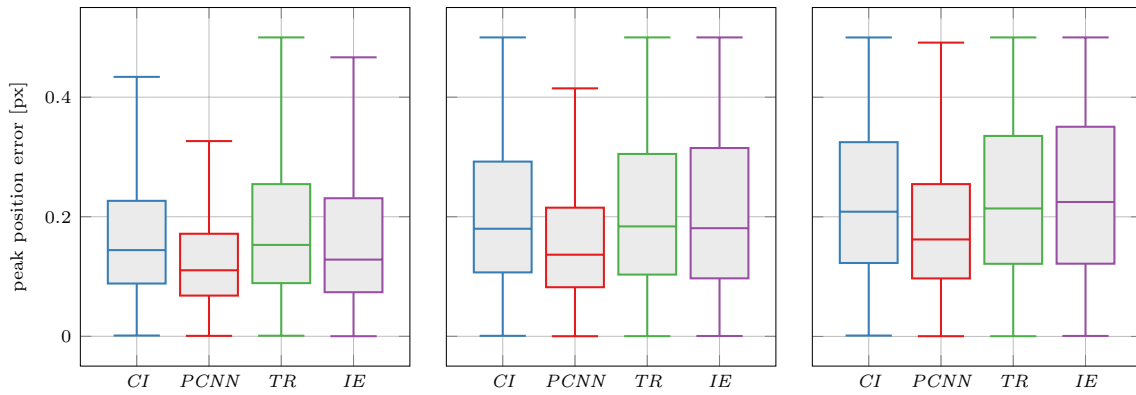 peak position error [px]
0.4
0.2
0
CI PCNN TR IE
CI PCNN TR IE
CI PCNN TR IE